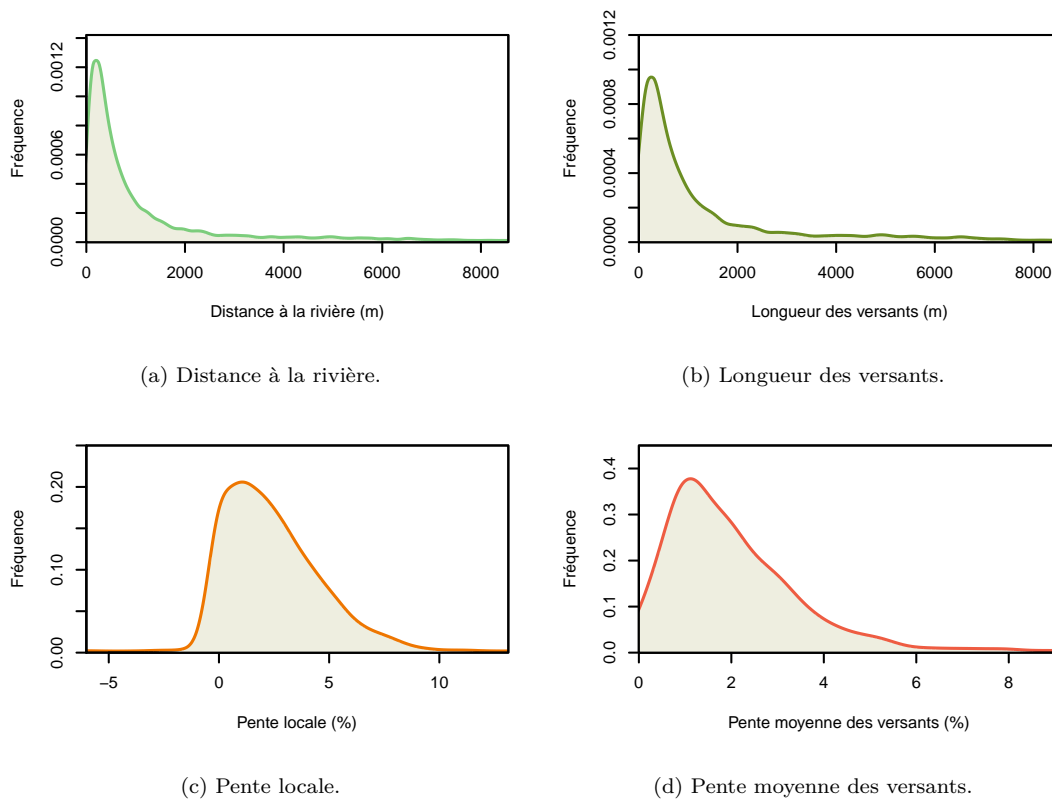 0.0012
0.0006
0.0000
Fréquence
0 2000 4000 6000 8000
Distance à la rivière (m)
(a) Distance à la rivière.
0.0012
0.0008
0.0004
0.0000
Fréquence
0 2000 4000 6000 8000
Longueur des versants (m)
(b) Longueur des versants.
0.20
0.10
0.00
Fréquence
−5 0 5 10
Pente locale (%)
(c) Pente locale.
0.4
0.3
0.2
0.1
0.0
Fréquence
0 2 4 6 8
Pente moyenne des versants (%)
(d) Pente moyenne des versants.